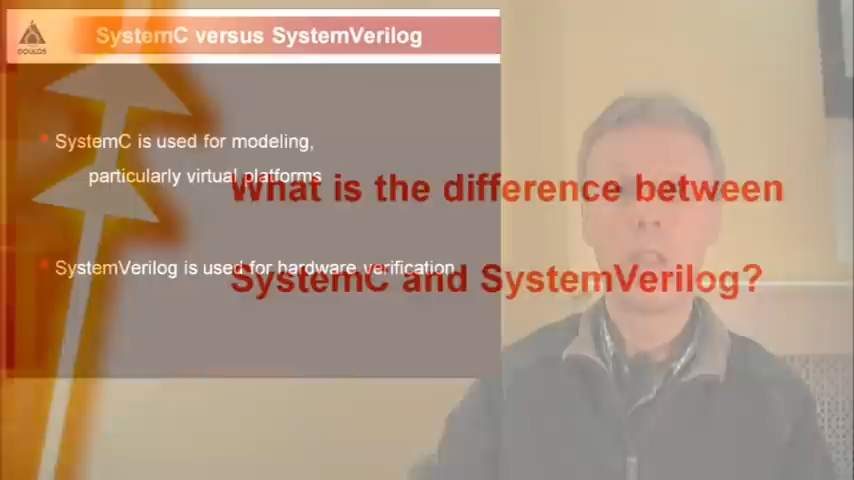 SystemC versus SystemVerilog
DOULOS
SystemC is used for modeling,
particularly virtual platforms
What is the difference between
SystemVerilog is used for hardware verification
SystemC and SystemVerilog?